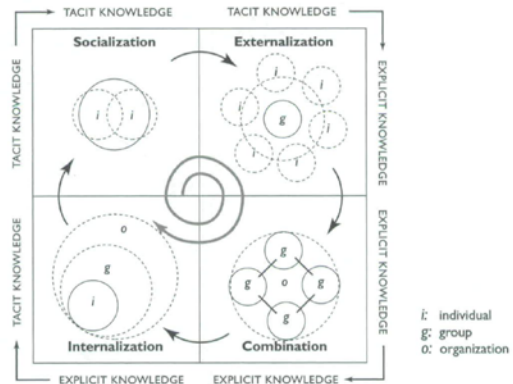 TACIT KNOWLEDGE TACIT KNOWLEDGE
Socialization Externalization
TACIT KNOWLEDGE
EXPLICIT KNOWLEDGE
i i
i
i
i
i
i
i
g
TACIT KNOWLEDGE
EXPLICIT KNOWLEDGE
o
g
i
g
g o g
g
Internalization Combination
EXPLICIT KNOWLEDGE EXPLICIT KNOWLEDGE
i: individual
g: group
o: organization